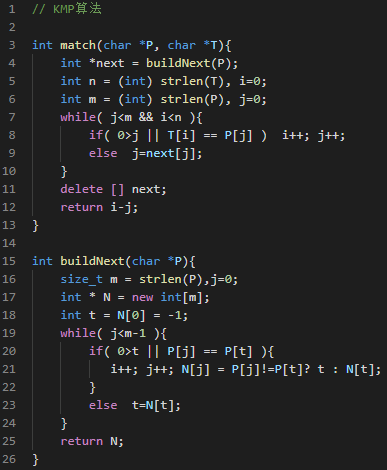 1 // KMP算法
2
3 int match(char *P, char *T){
4     int *next = buildNext(P);
5     int n = (int) strlen(T), i=0;
6     int m = (int) strlen(P), j=0;
7     while( j<m && i<n ){
8         if( 0>j || T[i] == P[j] )  i++; j++;
9         else  j=next[j];
10     }
11     delete [] next;
12     return i-j;
13 }
14
15 int buildNext(char *P){
16     size_t m = strlen(P),j=0;
17     int * N = new int[m];
18     int t = N[0] = -1;
19     while( j<m-1 ){
20         if( 0>t || P[j] == P[t] ){
21            i++; j++; N[j] = P[j]!=P[t]? t : N[t];
22         }
23         else  t=N[t];
24     }
25     return N;
26 }